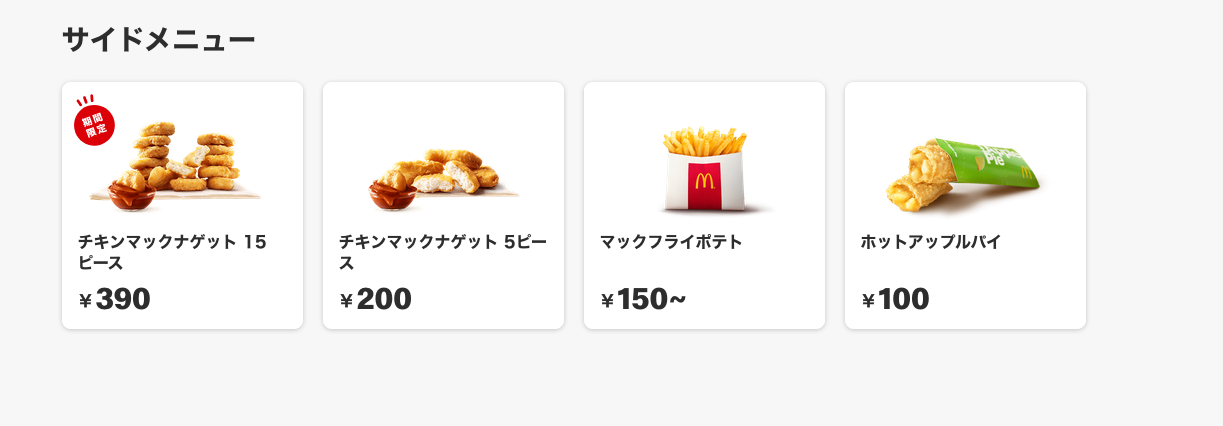 サイドメニュー
期間
限定
チキンマックナゲット 15
ピース
¥390
チキンマックナゲット 5ピー
ス
¥200
マックフライポテト
¥150~
Pie
ホットアップルパイ
¥100